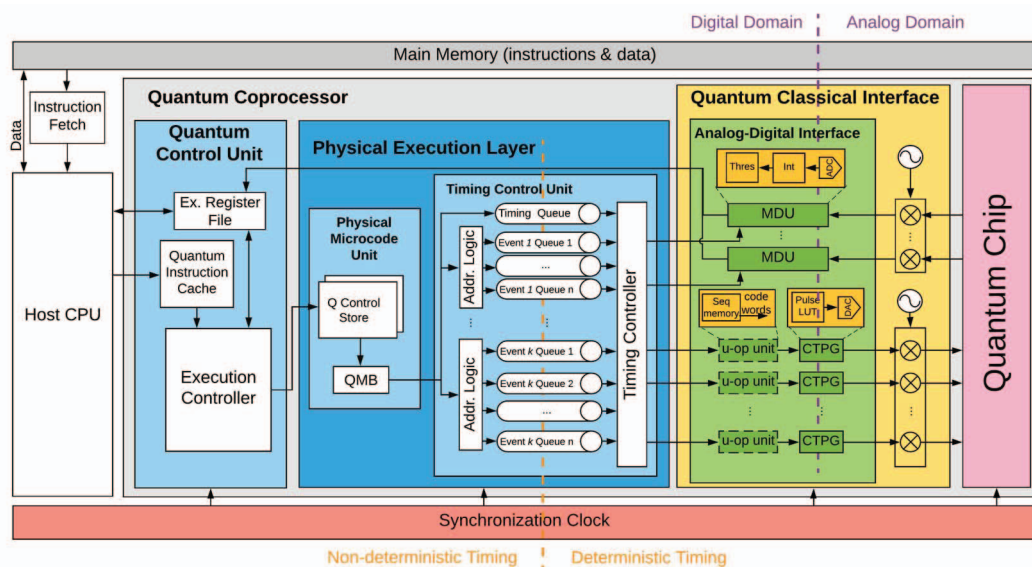 Digital Domain
Analog Domain
Main Memory (instructions & data)
Data
Instruction
Fetch
Host CPU
Quantum Coprocessor
Quantum
Control Unit
Ex. Register
File
Quantum
Instruction
Cache
Execution
Controller
Physical Execution Layer
Physical
Microcode
Unit
Q Control
Store
QMB
Timing Control Unit
Timing Queue
Addr. Logic
Event 1 Queue 1
...
Event 1 Queue n
...
...
Addr. Logic
Event k Queue 1
Event k Queue 2
...
Event k Queue n
Timing Controller
Quantum Classical Interface
Analog-Digital Interface
Thres
Int
ADC
MDU
...
MDU
Seq
memory
code
words
Pulse
LUT
DAC
u-op unit
CTPG
u-op unit
CTPG
...
...
u-op unit
CTPG
...
...
Quantum Chip
Synchronization Clock
Non-deterministic Timing
Deterministic Timing